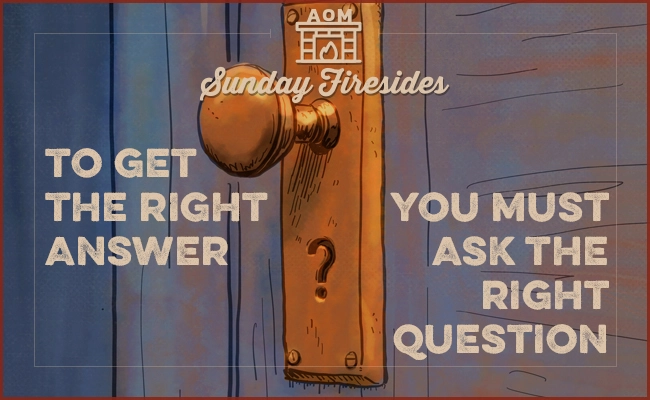 AOM
Sunday Firesides
TO GET
THE RIGHT
ANSWER
?
YOU MUST
ASK THE
RIGHT
QUESTION